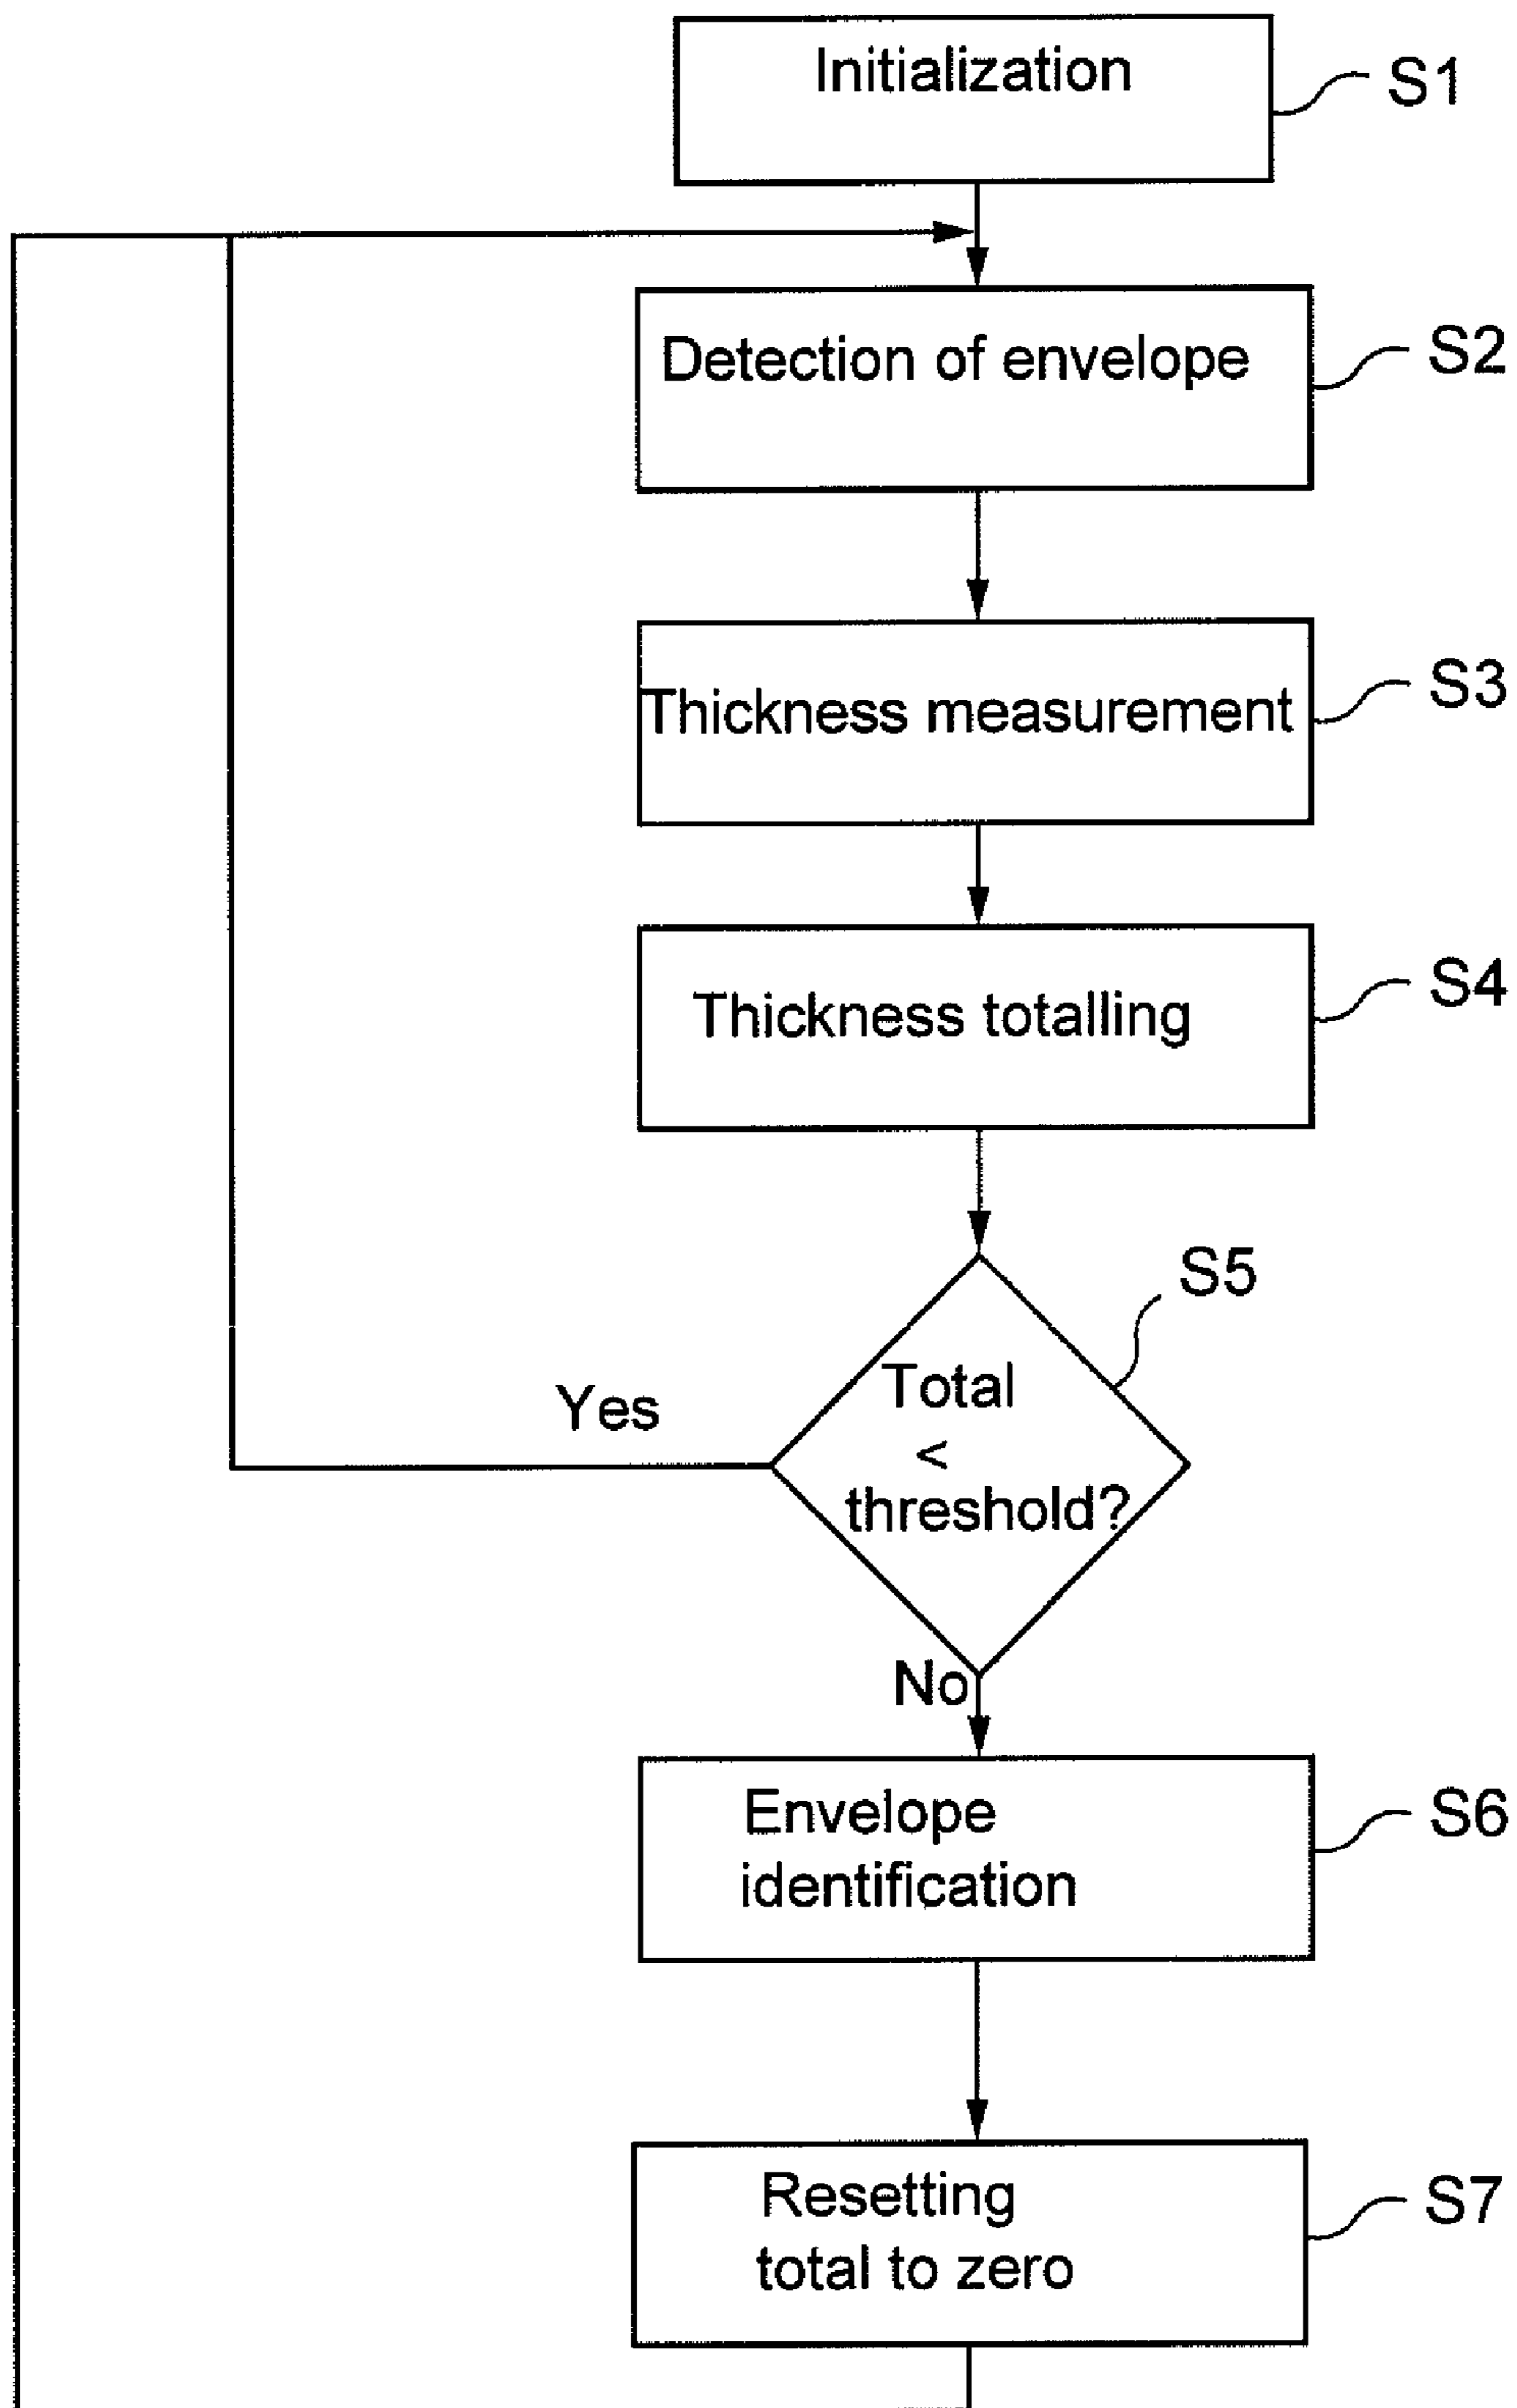 Initialization
S1
Detection of envelope
S2
Thickness measurement
S3
Thickness totalling
S4
S5
Total
<
threshold?
Yes
No
Envelope
identification
S6
Resetting
total to zero
S7